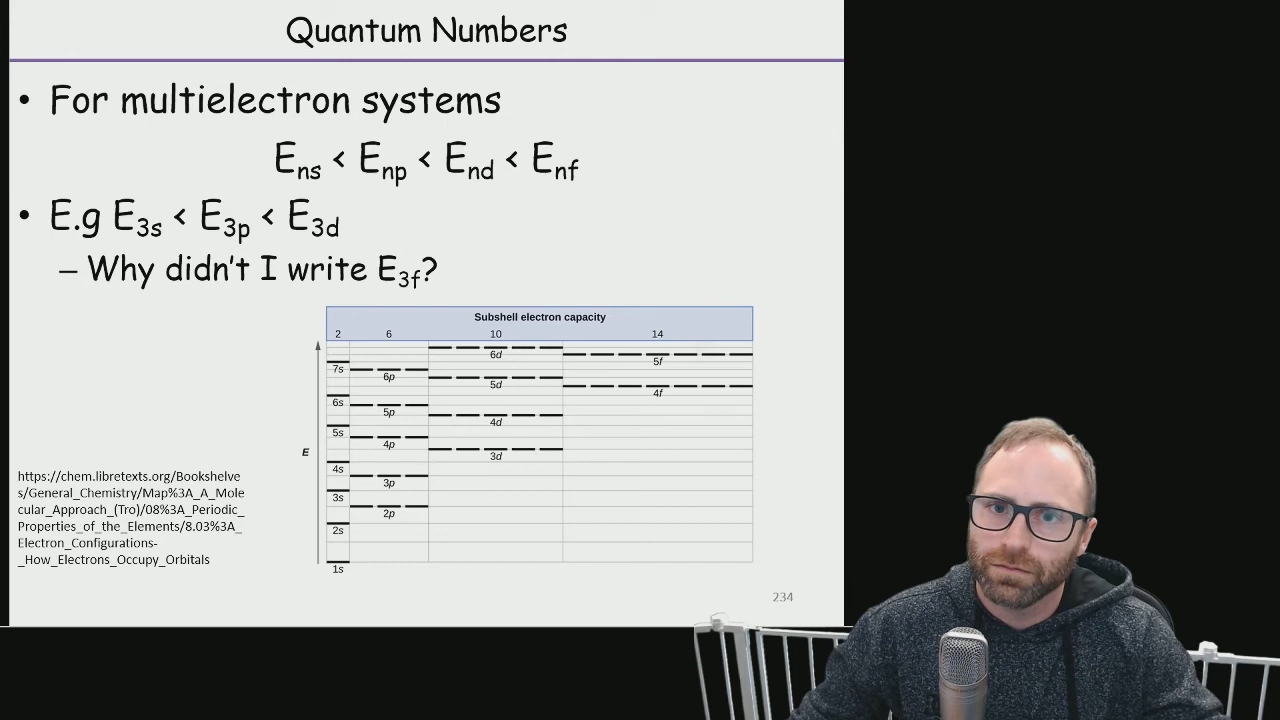 Quantum Numbers
• For multielectron systems
Ens < Enp < End < Enf
• E.g E3s < E3p < E3d
– Why didn't I write E3f?
Subshell electron capacity
2 6 10 14
6d
5f
7s
6p
5d
4f
6s
5p
4d
5s
4p
3d
E
4s
3p
3s
2p
2s
1s
https://chem.libretexts.org/Bookshelve
s/General_Chemistry/Map%3A_A_Mole
cular_Approach_(Tro)/08%3A_Periodic_
Properties_of_the_Elements/8.03%3A_
Electron_Configurations-
_How_Electrons_Occupy_Orbitals
234